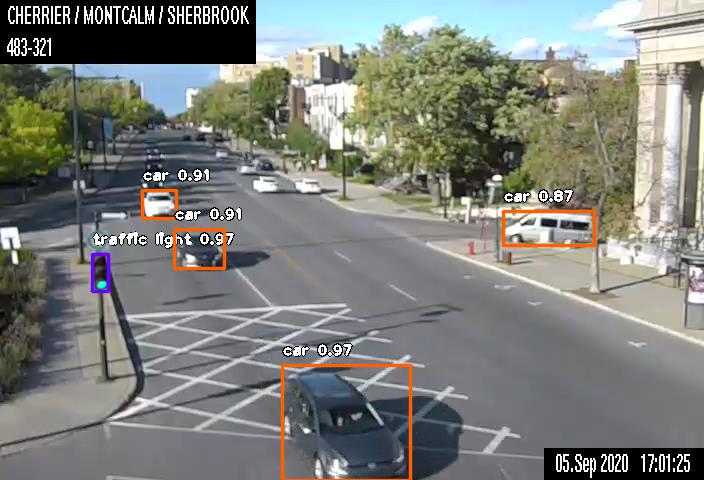 CHERRIER / MONTCALM / SHERBROOK
483-321
car 0.91
car 0.87
car 0.91
traffic light 0.97
car 0.97
05.Sep 2020 17:01:25